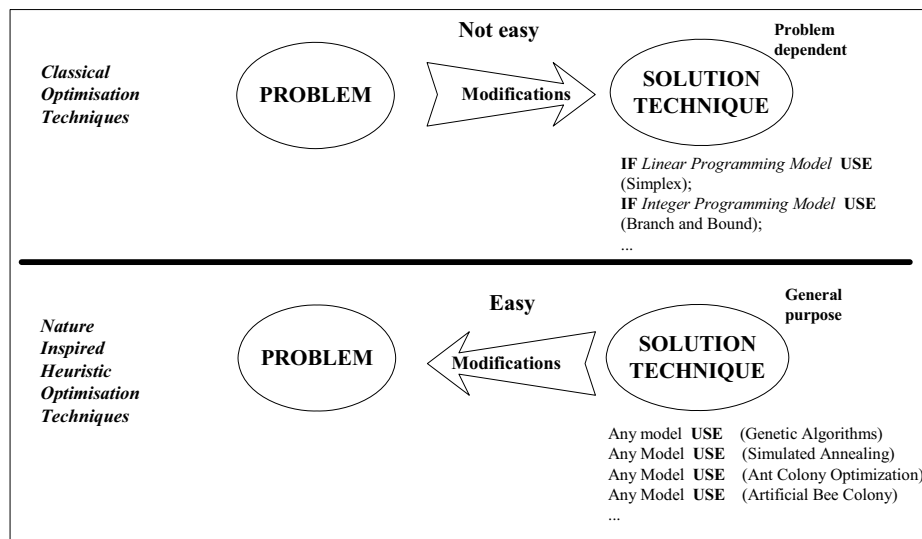 Not easy
Problem
dependent
Classical
Optimisation
Techniques
PROBLEM
Modifications
SOLUTION
TECHNIQUE
IF Linear Programming Model USE
(Simplex);
IF Integer Programming Model USE
(Branch and Bound);
...
Easy
General
purpose
Nature
Inspired
Heuristic
Optimisation
Techniques
PROBLEM
Modifications
SOLUTION
TECHNIQUE
Any model USE (Genetic Algorithms)
Any Model USE (Simulated Annealing)
Any Model USE (Ant Colony Optimization)
Any Model USE (Artificial Bee Colony)
...